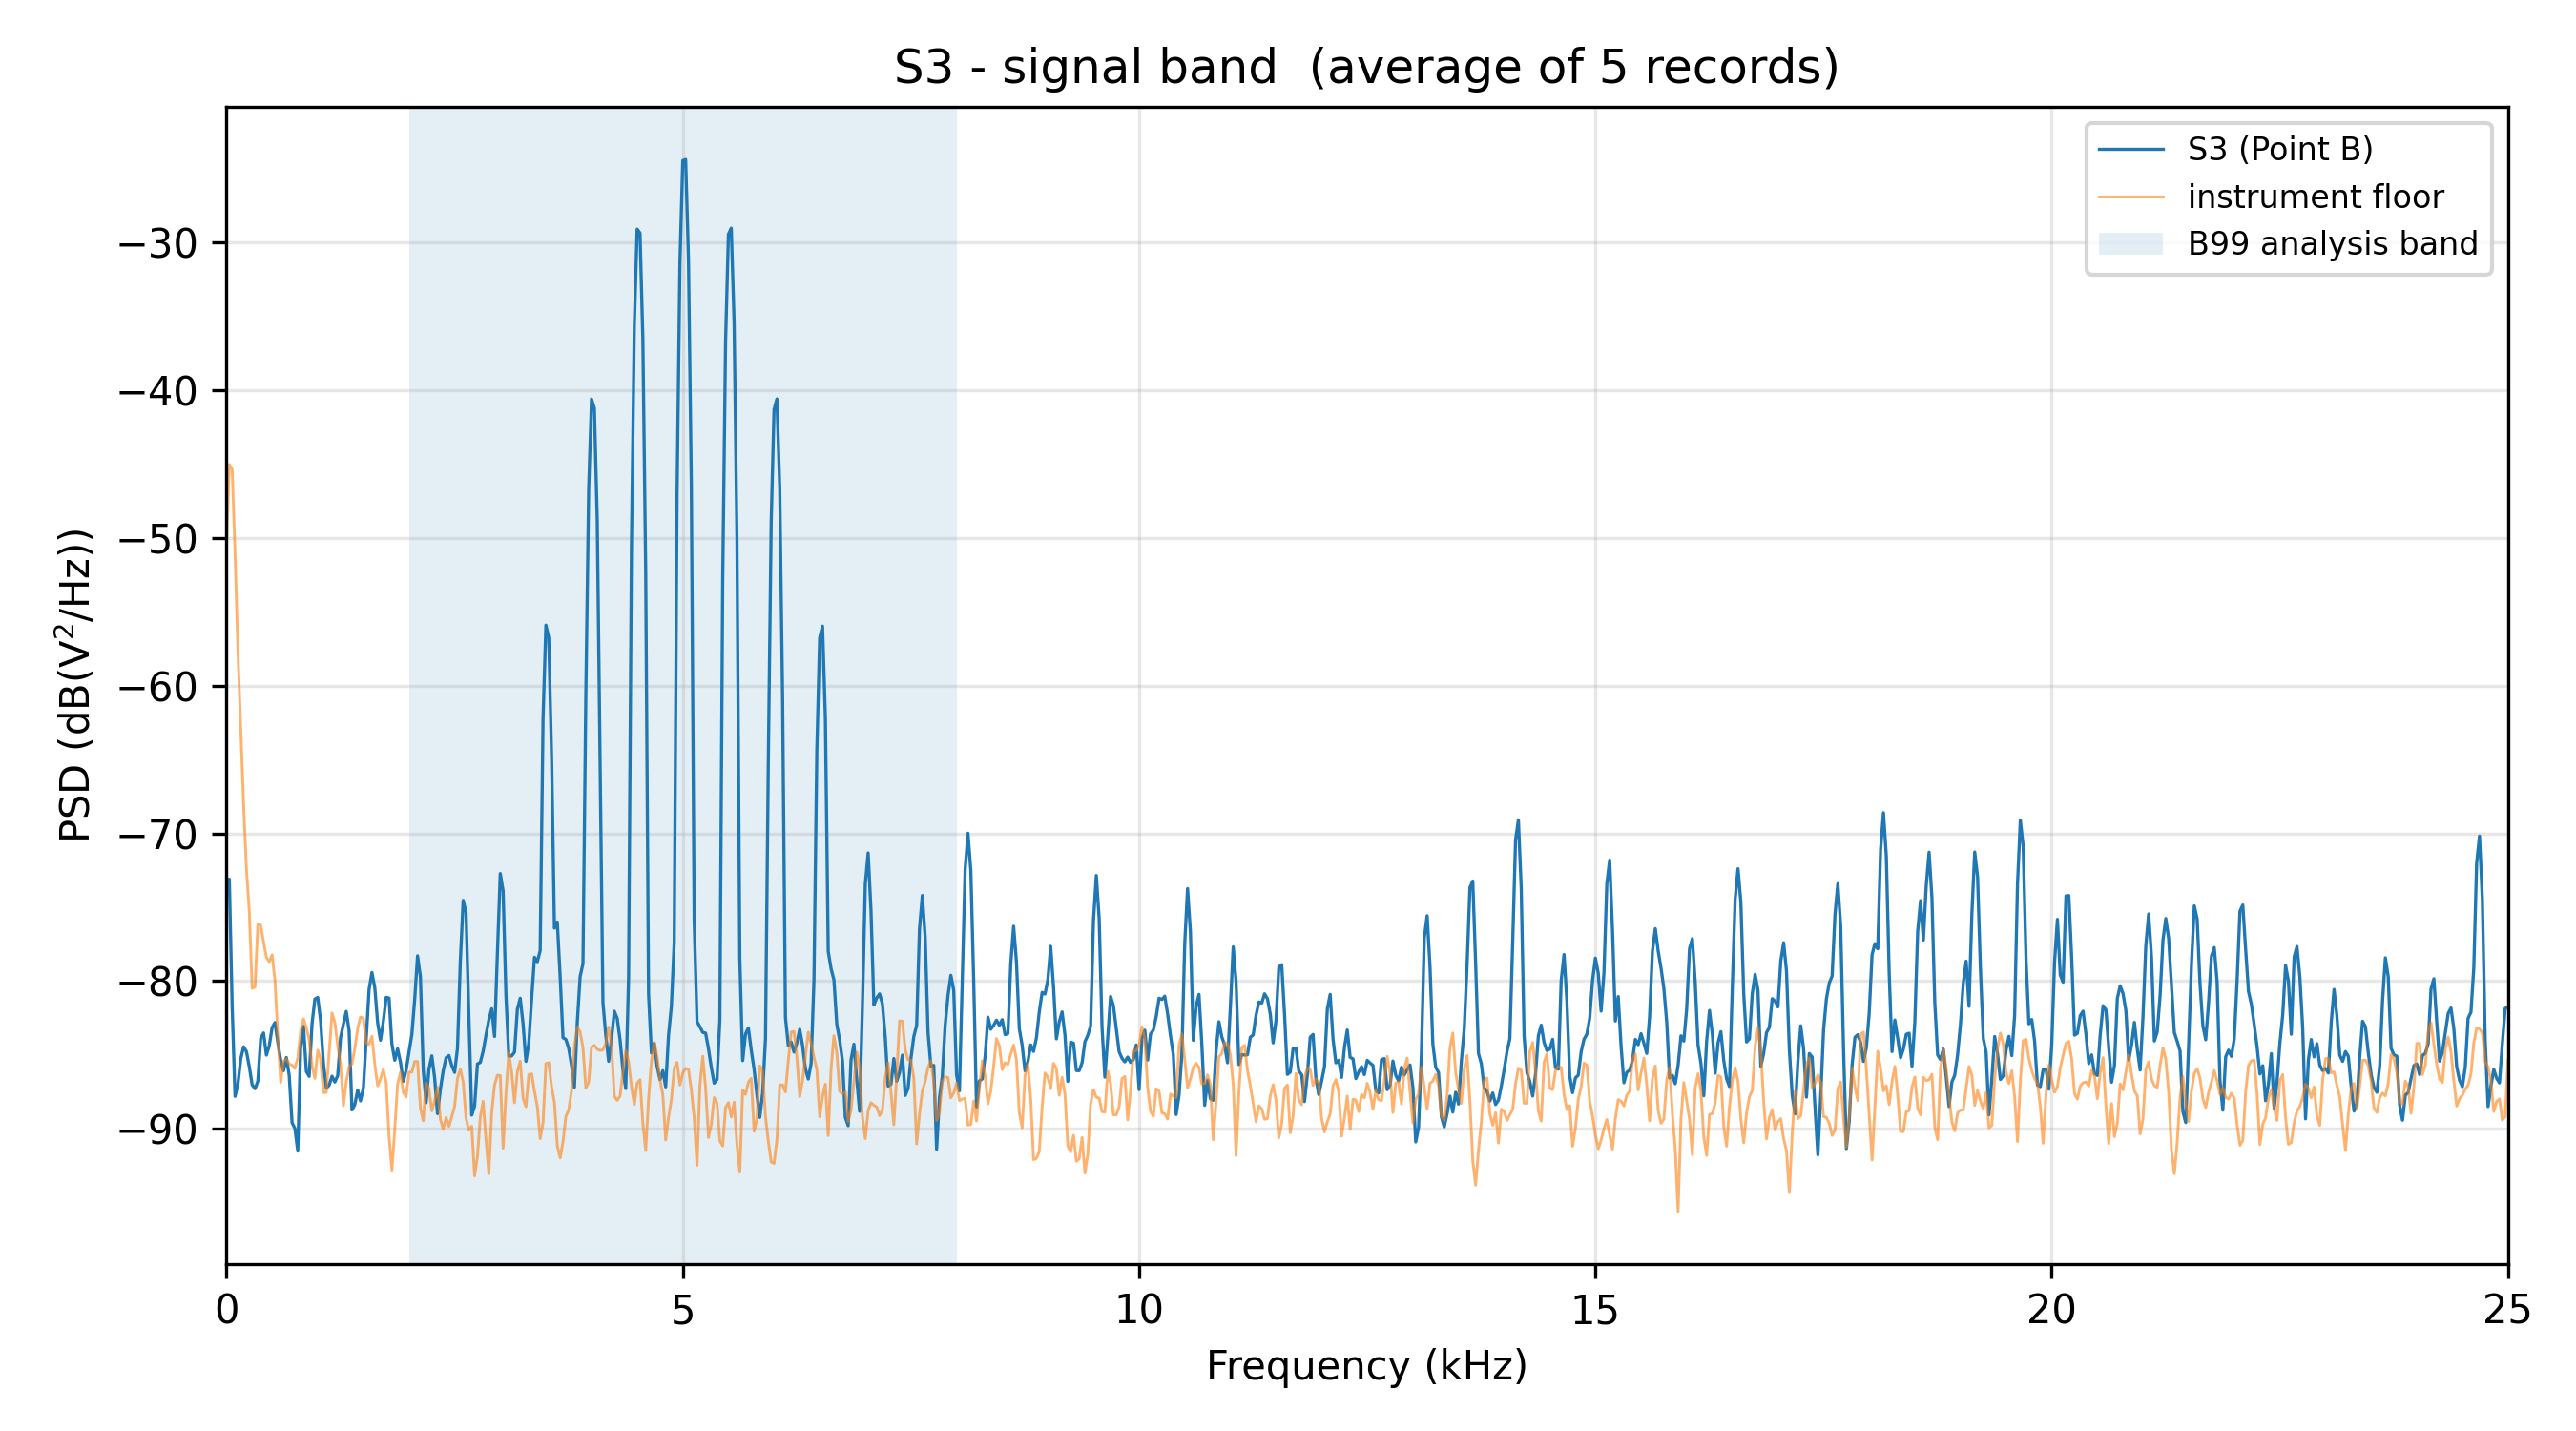 S3 - signal band  (average of 5 records)
S3 (Point B)
instrument floor
B99 analysis band
PSD (dB(V²/Hz))
−30
−40
−50
−60
−70
−80
−90
0 5 10 15 20 25
Frequency (kHz)